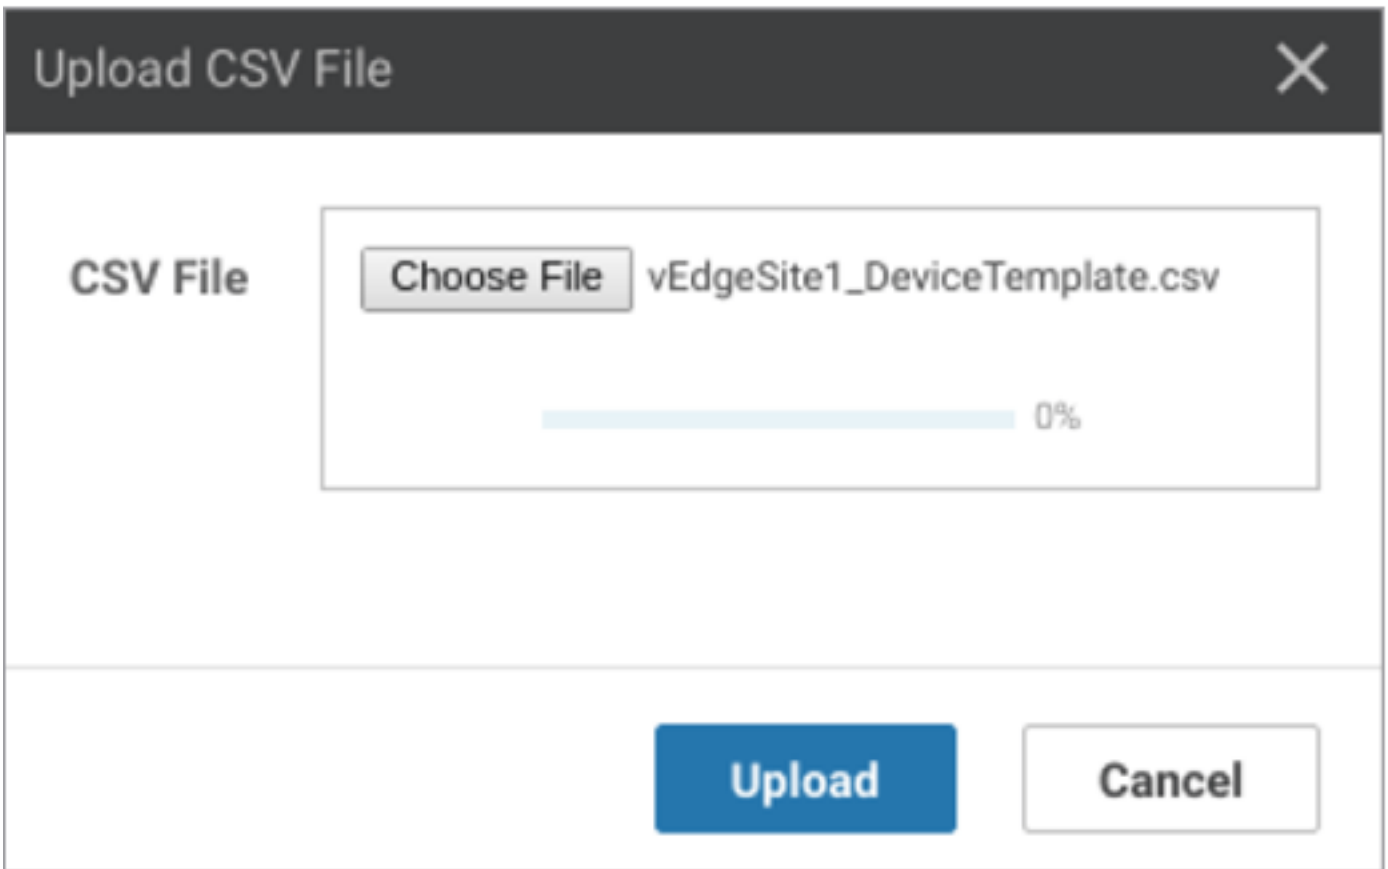 Upload CSV File
CSV File
Choose File vEdgeSite1_DeviceTemplate.csv
0%
Upload
Cancel